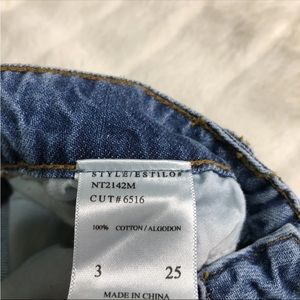 STYLE/ESTILO#
NT2142M
CUT#6516
100% COTTON/ALGODON
3 25
MADE IN CHINA